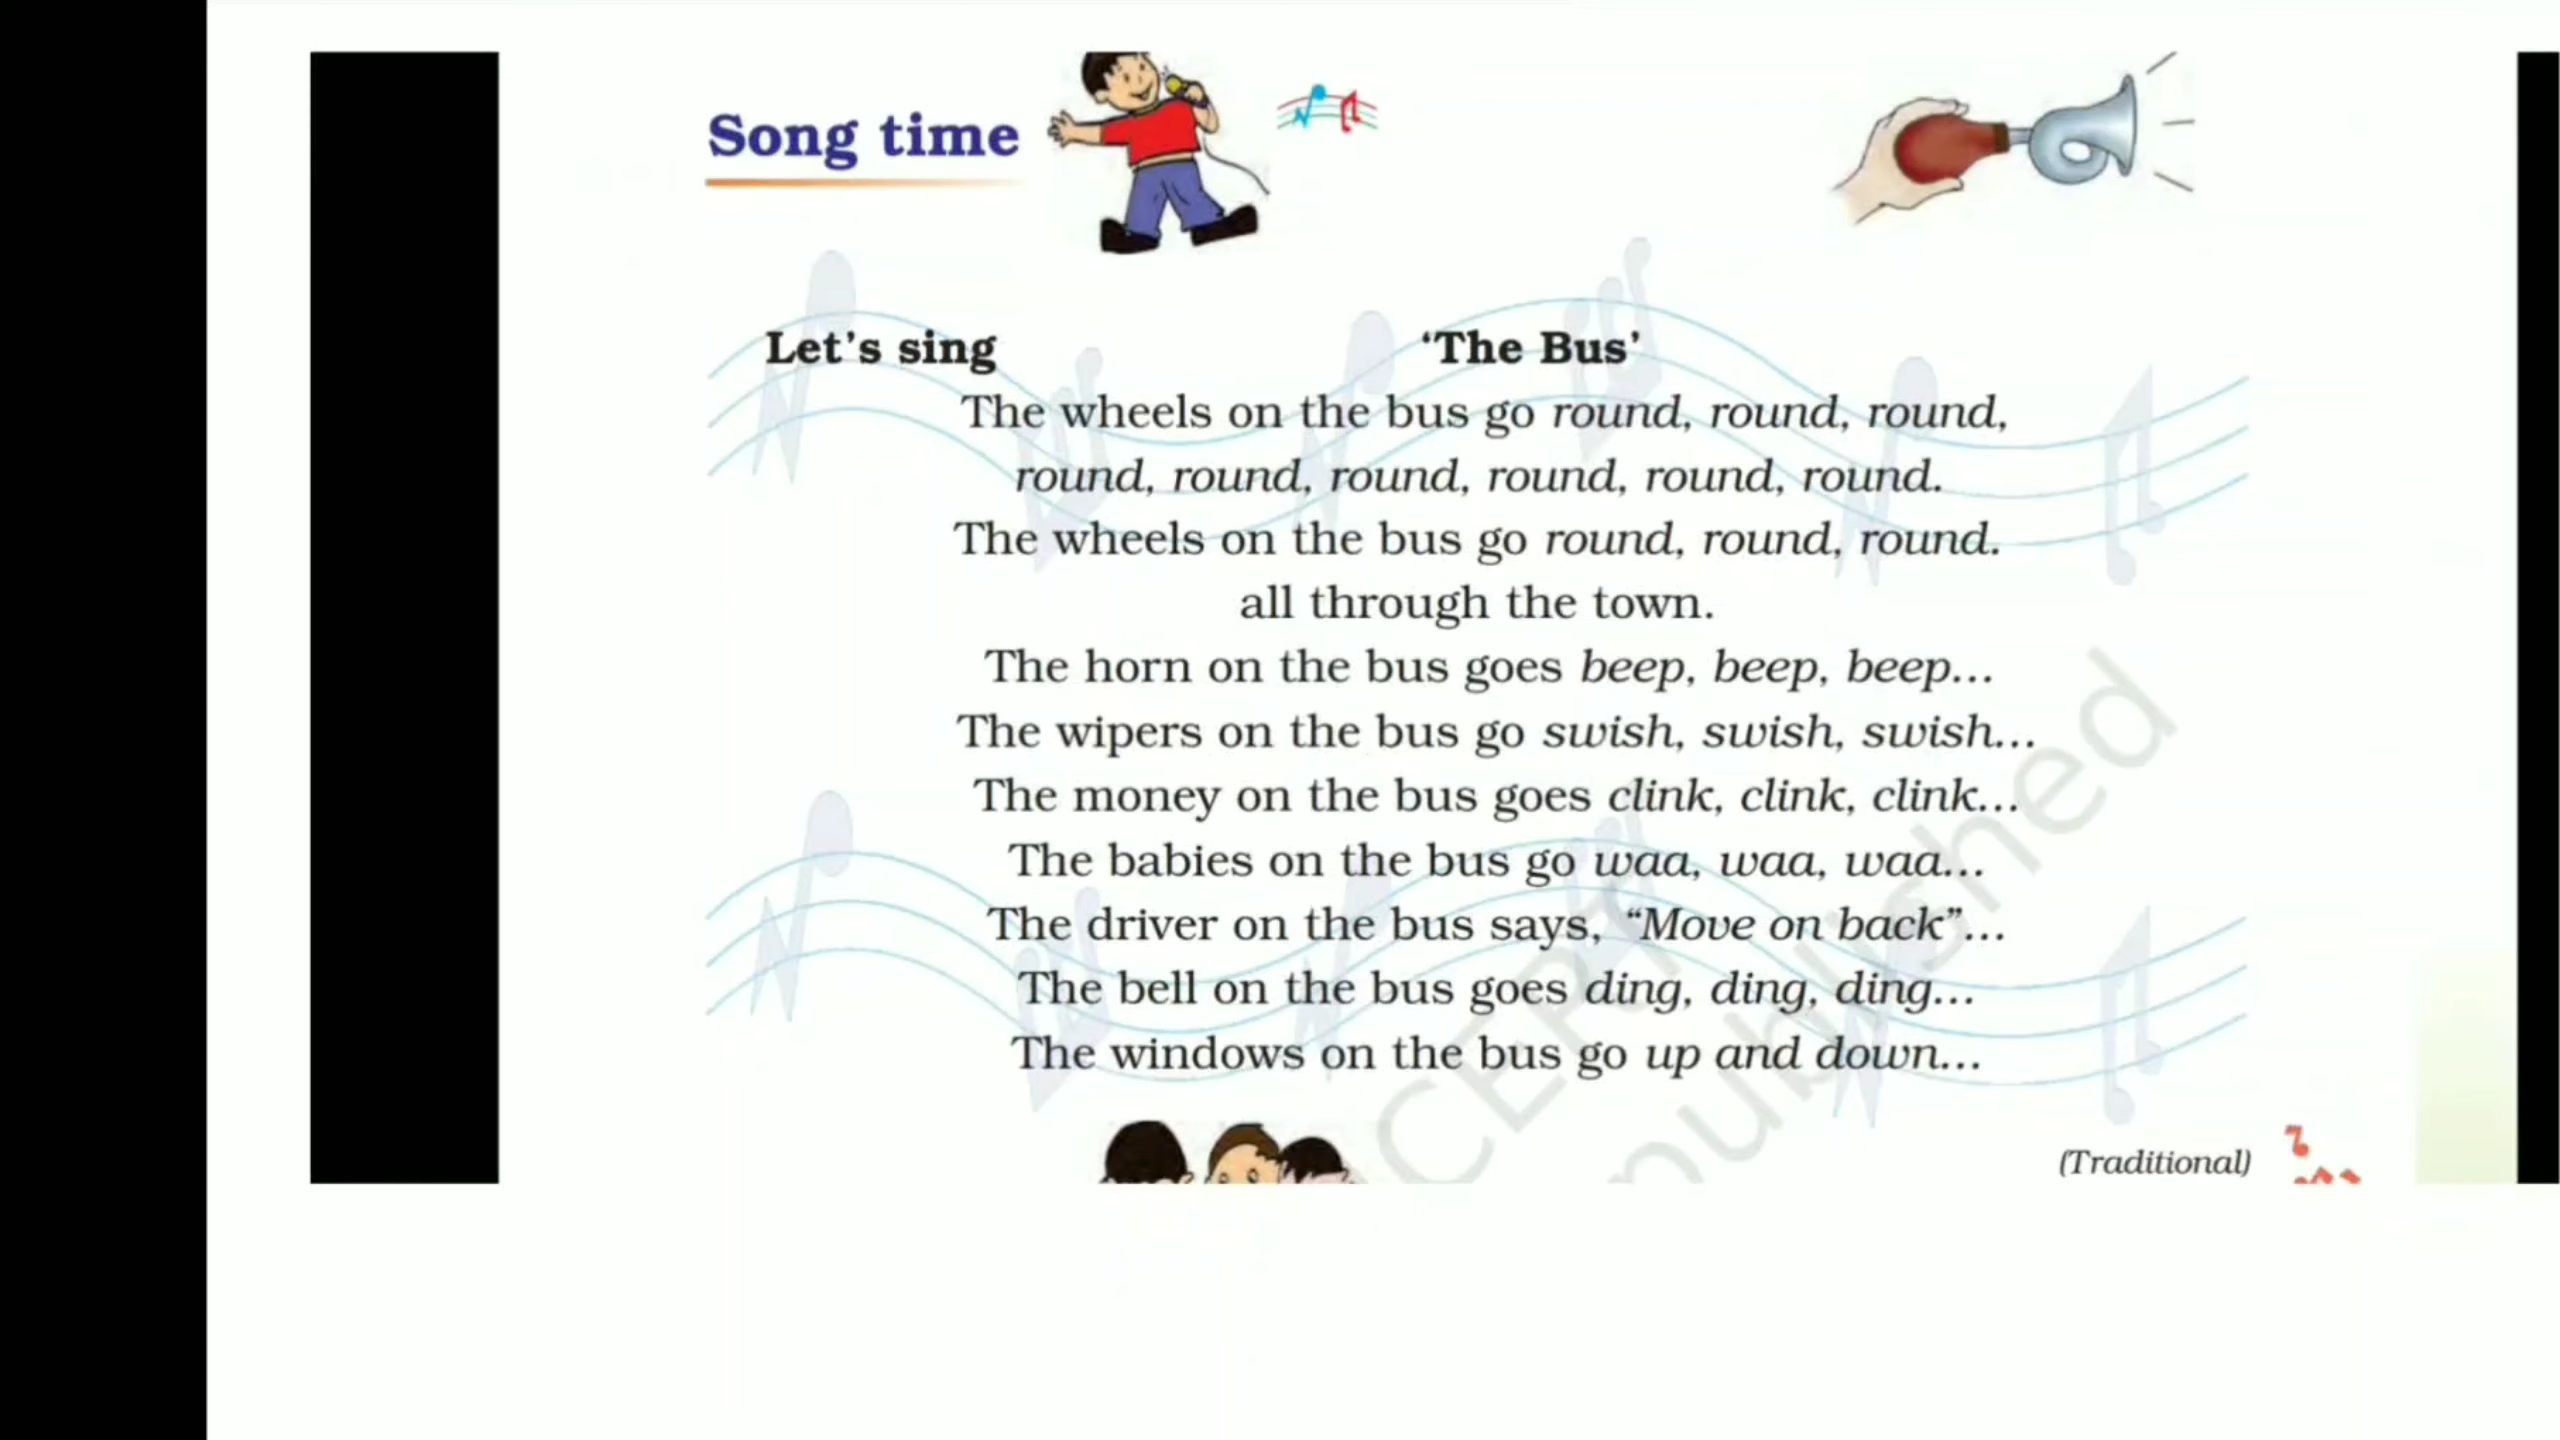 Song time
Let's sing
‘The Bus’
The wheels on the bus go round, round, round,
round, round, round, round, round, round.
The wheels on the bus go round, round, round.
all through the town.
The horn on the bus goes beep, beep, beep...
The wipers on the bus go swish, swish, swish...
The money on the bus goes clink, clink, clink...
The babies on the bus go waa, waa, waa...
The driver on the bus says, “Move on back”...
The bell on the bus goes ding, ding, ding...
The windows on the bus go up and down...
(Traditional)